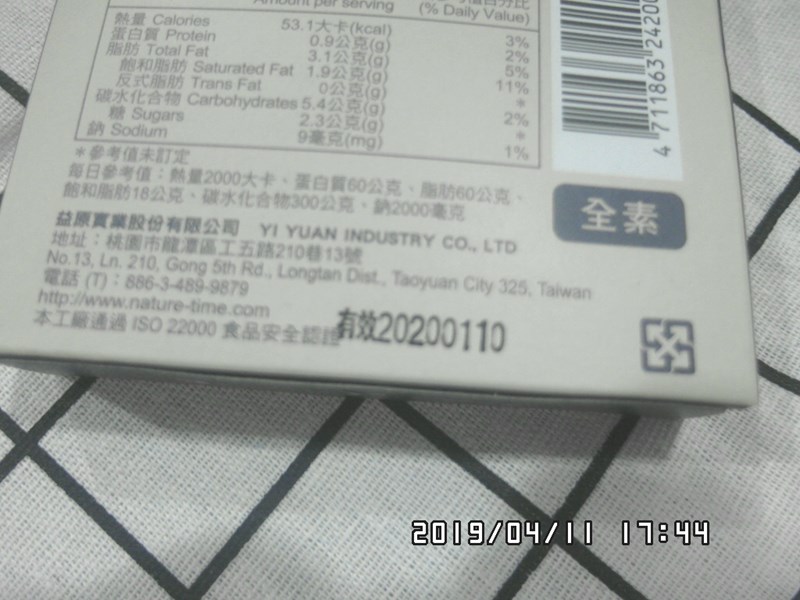 Amount per serving
(% Daily Value)
熱量 Calories 53.1大卡(kcal) 3%
蛋白質 Protein 0.9公克(g) 2%
脂肪 Total Fat 3.1公克(g) 5%
飽和脂肪 Saturated Fat 1.9公克(g) 11%
反式脂肪 Trans Fat 0公克(g) *
碳水化合物 Carbohydrates 5.4公克(g) 2%
糖 Sugars 2.3公克(g) *
鈉 Sodium 9毫克(mg) 1%
*參考值未訂定
每日參考值：熱量2000大卡、蛋白質60公克、脂肪60公克、
飽和脂肪18公克、碳水化合物300公克、鈉2000毫克
益原實業股份有限公司 YI YUAN INDUSTRY CO., LTD
地址：桃園市龍潭區工五路210巷13號
No.13, Ln. 210, Gong 5th Rd., Longtan Dist., Taoyuan City 325, Taiwan
電話 (T)：886-3-489-9879
http://www.nature-time.com
本工廠通過 ISO 22000 食品安全認證
有效20200110
4 711863 2420
全素
2019/04/11 17:44